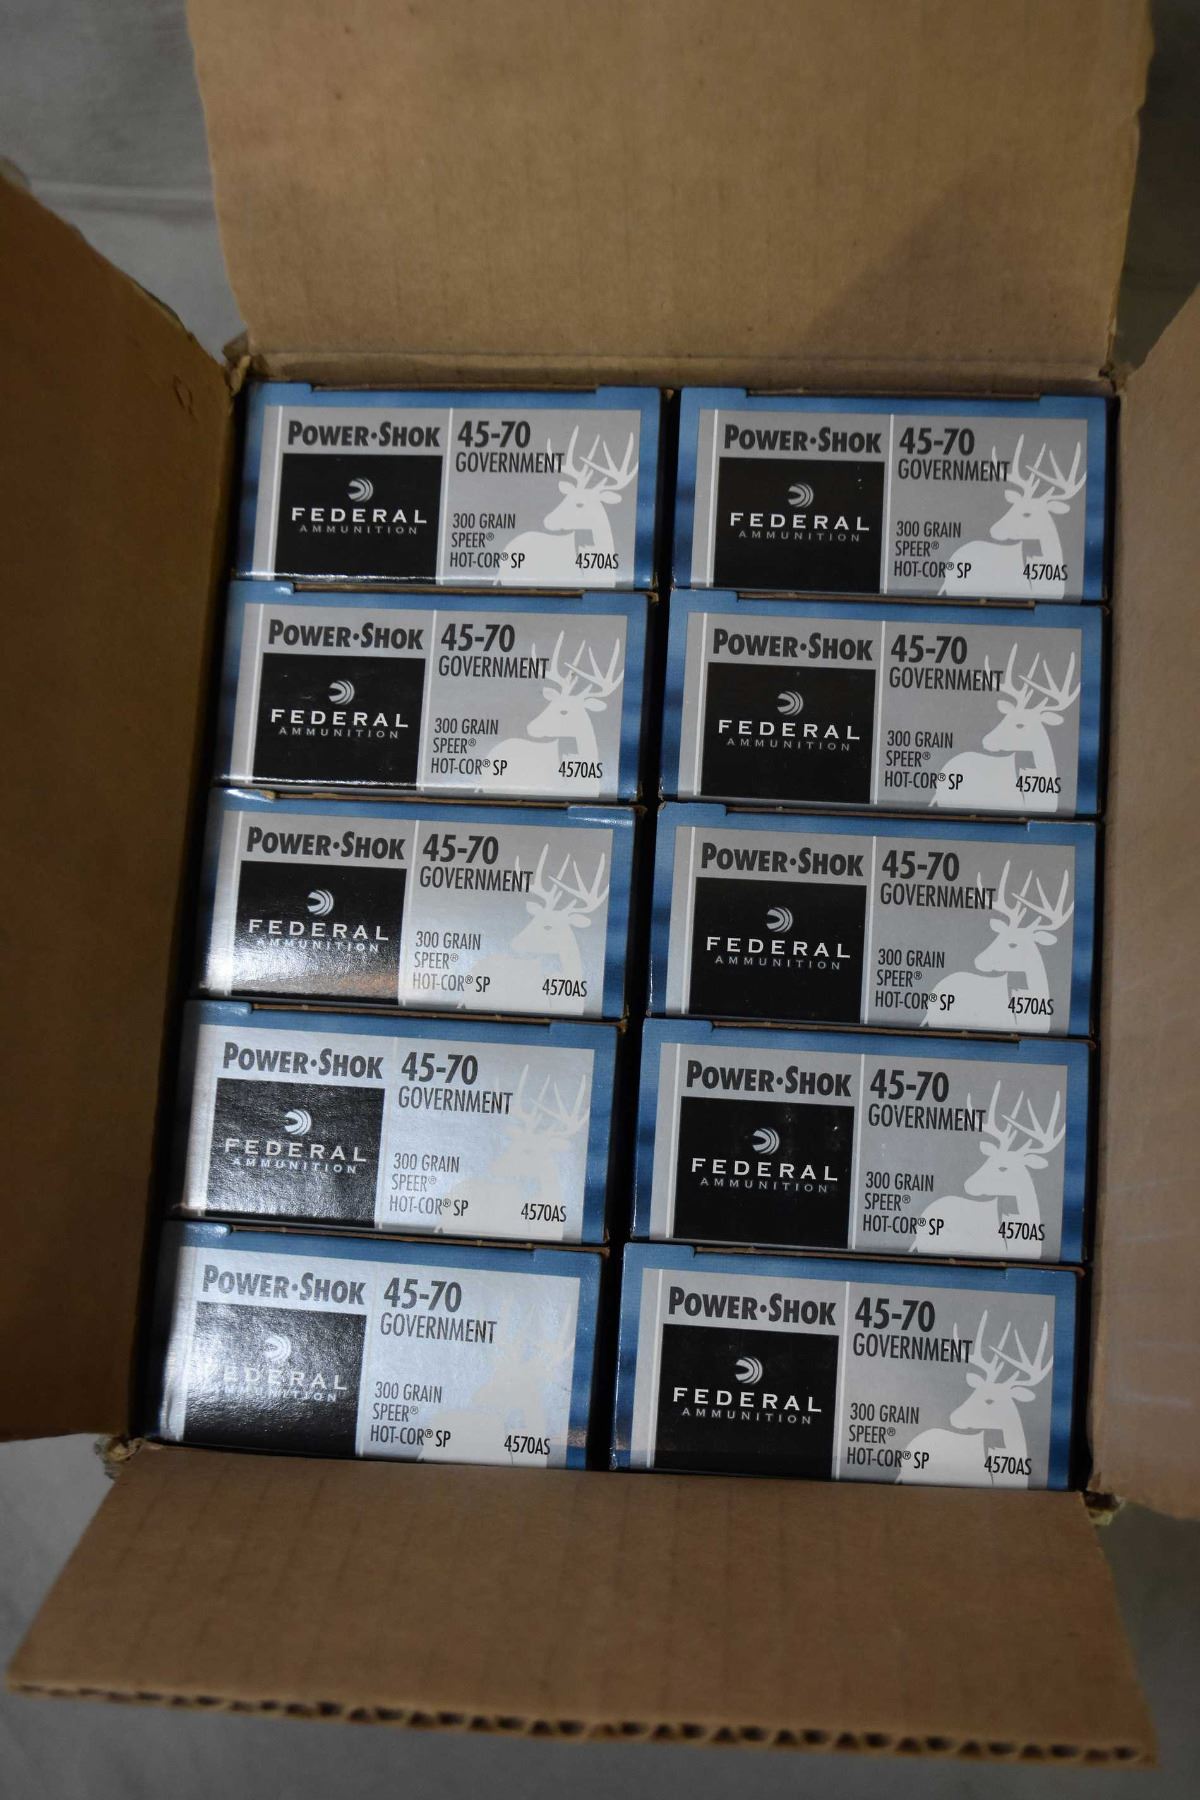 POWER·SHOK
FEDERAL
AMMUNITION
45-70
GOVERNMENT
300 GRAIN
SPEER®
HOT-COR® SP
4570AS
POWER·SHOK
FEDERAL
AMMUNITION
45-70
GOVERNMENT
300 GRAIN
SPEER®
HOT-COR® SP
4570AS
POWER·SHOK
FEDERAL
AMMUNITION
45-70
GOVERNMENT
300 GRAIN
SPEER®
HOT-COR® SP
4570AS
POWER·SHOK
FEDERAL
AMMUNITION
45-70
GOVERNMENT
300 GRAIN
SPEER®
HOT-COR® SP
4570AS
POWER·SHOK
FEDERAL
AMMUNITION
45-70
GOVERNMENT
300 GRAIN
SPEER®
HOT-COR® SP
4570AS
POWER·SHOK
FEDERAL
AMMUNITION
45-70
GOVERNMENT
300 GRAIN
SPEER®
HOT-COR® SP
4570AS
POWER·SHOK
FEDERAL
AMMUNITION
45-70
GOVERNMENT
300 GRAIN
SPEER®
HOT-COR® SP
4570AS
POWER·SHOK
FEDERAL
AMMUNITION
45-70
GOVERNMENT
300 GRAIN
SPEER®
HOT-COR® SP
4570AS
POWER·SHOK
FEDERAL
AMMUNITION
45-70
GOVERNMENT
300 GRAIN
SPEER®
HOT-COR® SP
4570AS
POWER·SHOK
FEDERAL
AMMUNITION
45-70
GOVERNMENT
300 GRAIN
SPEER®
HOT-COR® SP
4570AS